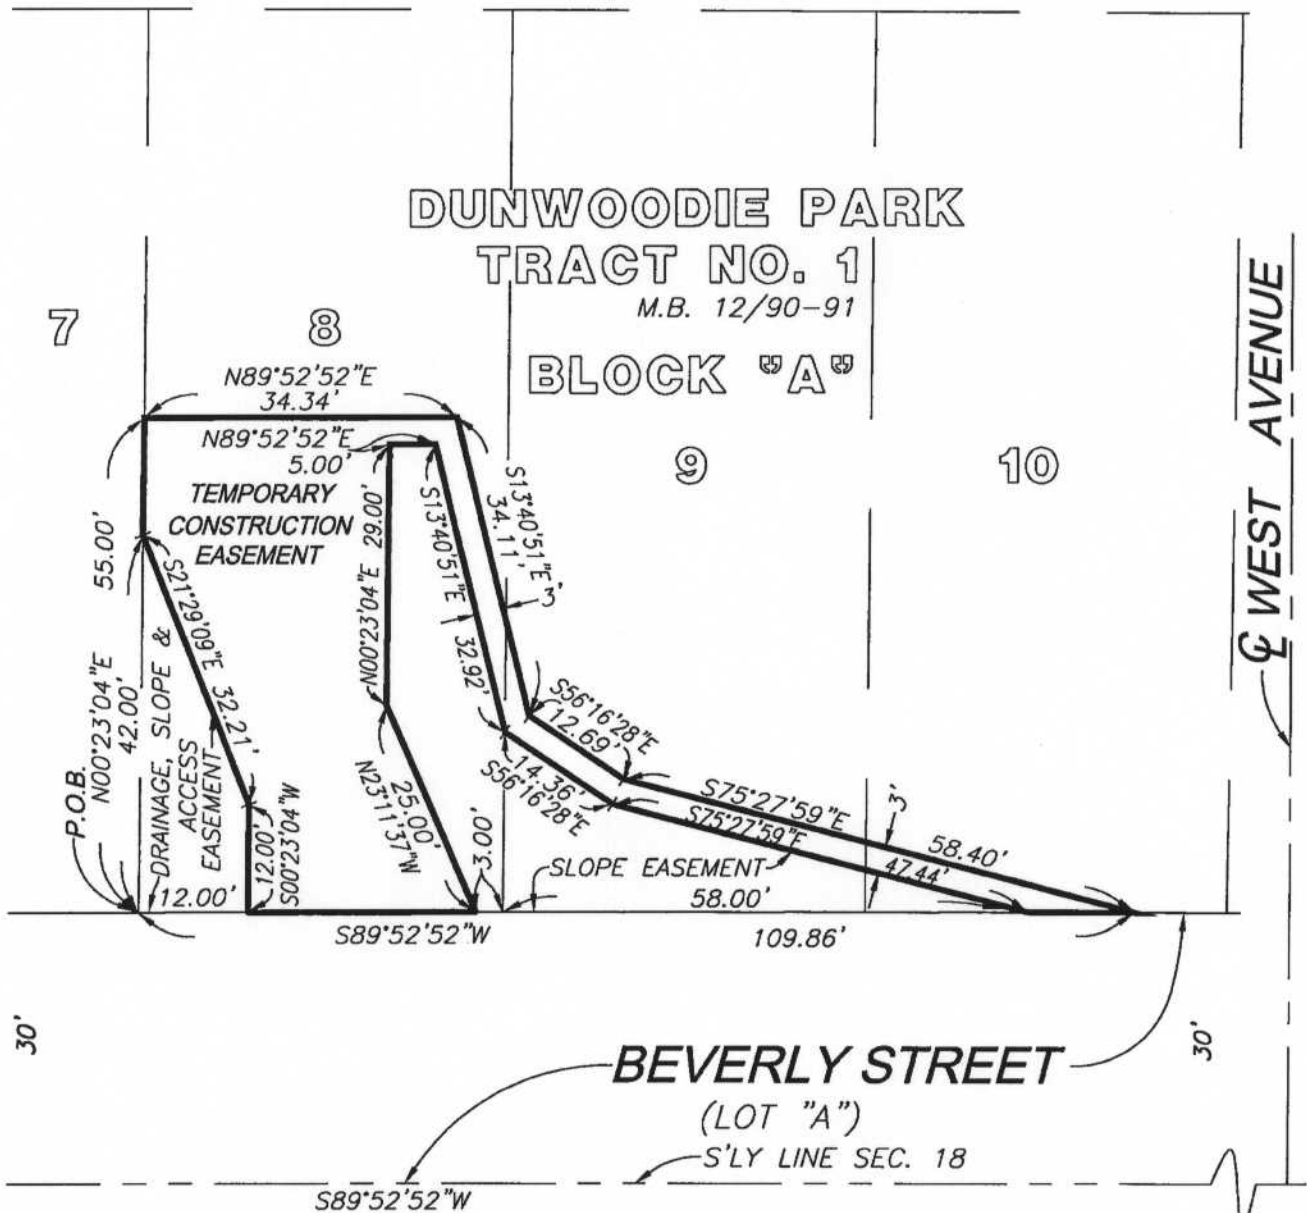 DUNWOODIE PARK
TRACT NO. 1
M.B. 12/90-91
BLOCK "A"
7
8
9
10
N89°52'52"E
34.34'
N89°52'52"E
5.00'
TEMPORARY
CONSTRUCTION
EASEMENT
55.00'
N00°23'04"E
42.00'
P.O.B.
S21°29'09"E 32.21'
DRAINAGE, SLOPE &
ACCESS
EASEMENT
12.00'
12.00'
S00°23'04"W
N00°23'04"E 29.00'
25.00'
N23°11'37"W
S13°40'51"E
32.92'
S13°40'51"E
34.11'
3'
S56°16'28"E
12.69'
14.36'
S56°16'28"E
3.00'
S75°27'59"E
58.40'
S75°27'59"E
47.44'
3'
SLOPE EASEMENT
58.00'
S89°52'52"W
109.86'
℄ WEST AVENUE
30'
30'
BEVERLY STREET
(LOT "A")
S'LY LINE SEC. 18
S89°52'52"W